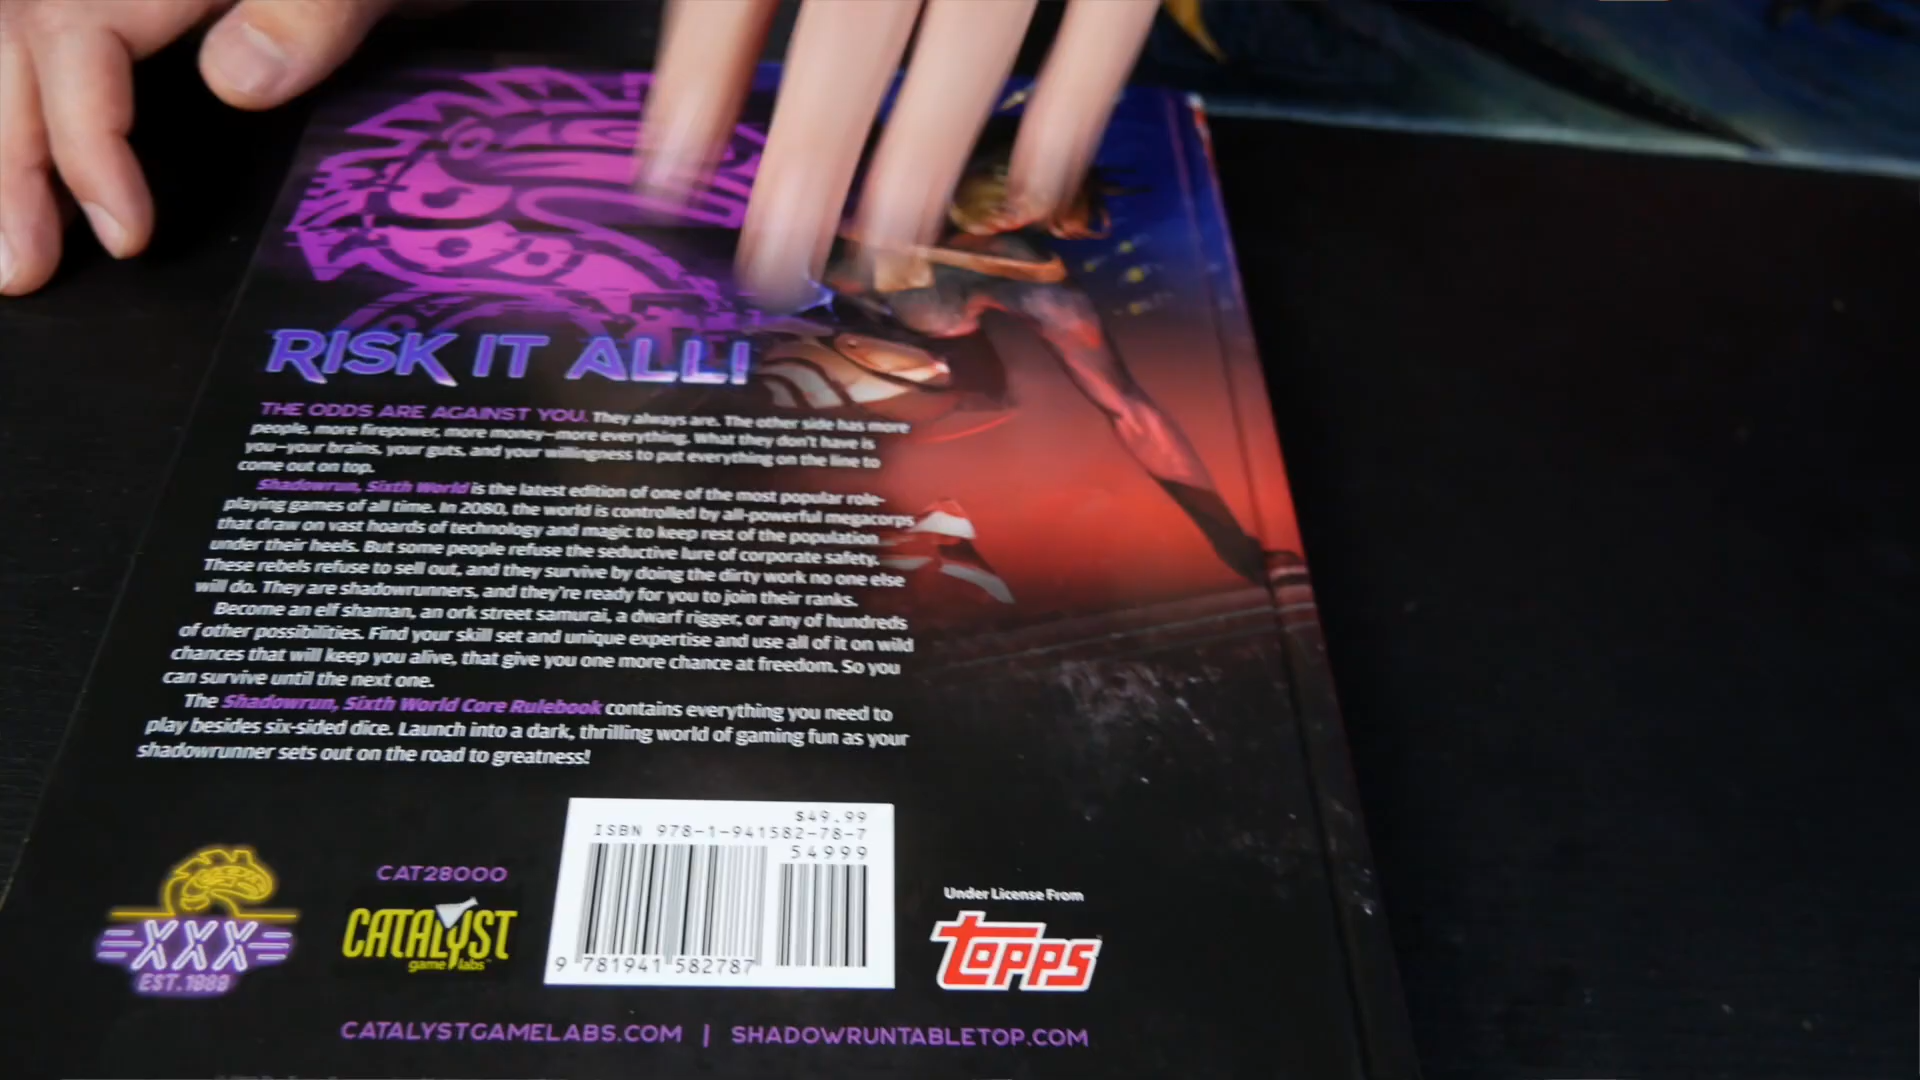 RISK IT ALL!
THE ODDS ARE AGAINST YOU. They always are. The other side has more
people, more firepower, more money—more everything. What they don't have is
you—your brains, your guts, and your willingness to put everything on the line to
come out on top.
Shadowrun, Sixth World is the latest edition of one of the most popular role-
playing games of all time. In 2080, the world is controlled by all-powerful megacorps
that draw on vast hoards of technology and magic to keep rest of the population
under their heels. But some people refuse the seductive lure of corporate safety.
These rebels refuse to sell out, and they survive by doing the dirty work no one else
will do. They are shadowrunners, and they're ready for you to join their ranks.
Become an elf shaman, an ork street samurai, a dwarf rigger, or any of hundreds
of other possibilities. Find your skill set and unique expertise and use all of it on wild
chances that will keep you alive, that give you one more chance at freedom. So you
can survive until the next one.
The Shadowrun, Sixth World Core Rulebook contains everything you need to
play besides six-sided dice. Launch into a dark, thrilling world of gaming fun as your
shadowrunner sets out on the road to greatness!
$49.99
ISBN 978-1-941582-78-7
54999
9 781941 582787
XXX
EST. 1989
CAT28000
CATALYST
game labs
Under License From
topps
CATALYSTGAMELABS.COM | SHADOWRUNTABLETOP.COM